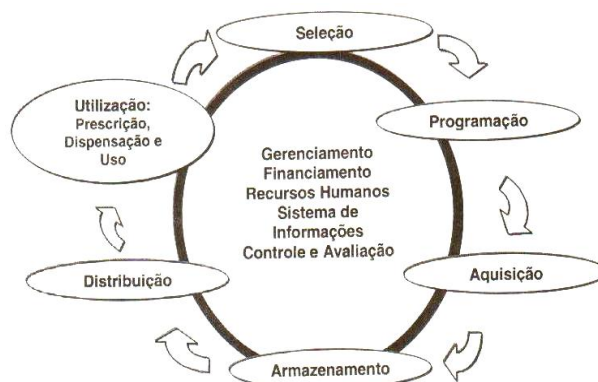 Seleção
Programação
Aquisição
Armazenamento
Distribuição
Utilização:
Prescrição,
Dispensação e
Uso
Gerenciamento
Financiamento
Recursos Humanos
Sistema de
Informações
Controle e Avaliação